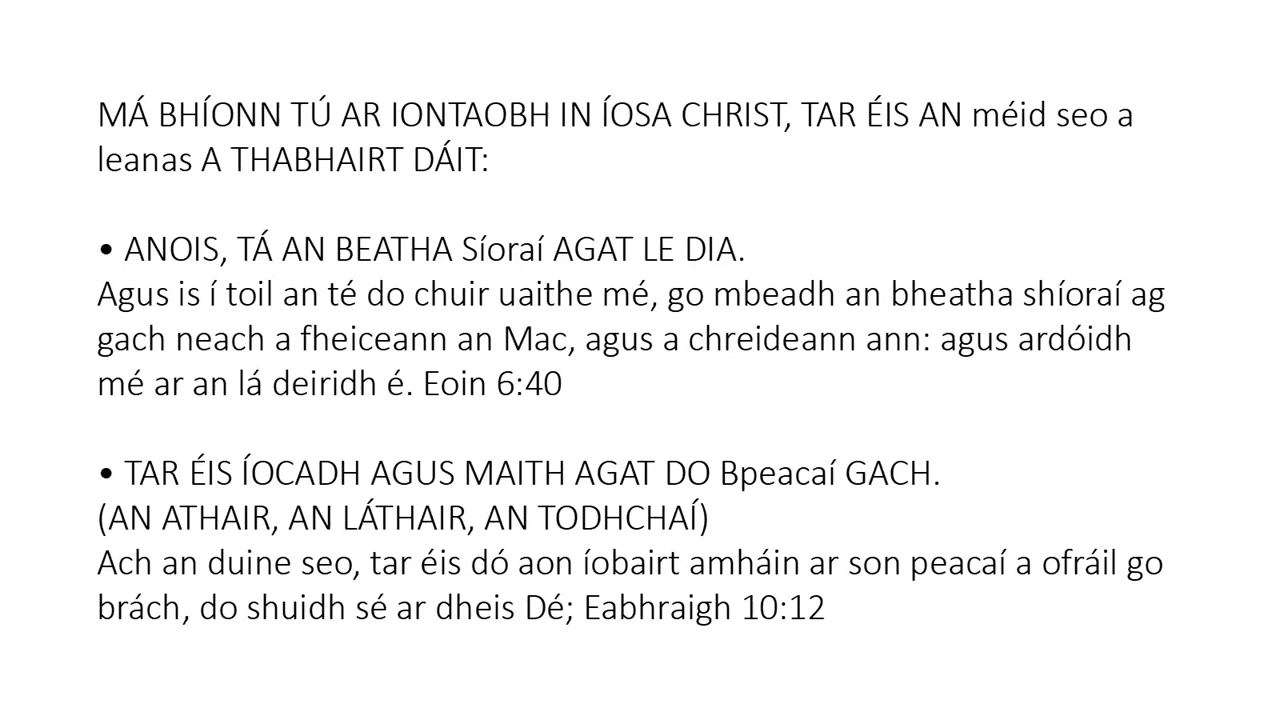 MÁ BHÍONN TÚ AR IONTAOBH IN ÍOSA CHRIST, TAR ÉIS AN méid seo a
leanas A THABHAIRT DÁIT:
• ANOIS, TÁ AN BEATHA Síoraí AGAT LE DIA.
Agus is í toil an té do chuir uaithe mé, go mbeadh an bheatha shíoraí ag
gach neach a fheiceann an Mac, agus a chreideann ann: agus ardóidh
mé ar an lá deiridh é. Eoin 6:40
• TAR ÉIS ÍOCADH AGUS MAITH AGAT DO Bpeacaí GACH.
(AN ATHAIR, AN LÁTHAIR, AN TODHCHAÍ)
Ach an duine seo, tar éis dó aon íobairt amháin ar son peacaí a ofráil go
brách, do shuidh sé ar dheis Dé; Eabhraigh 10:12